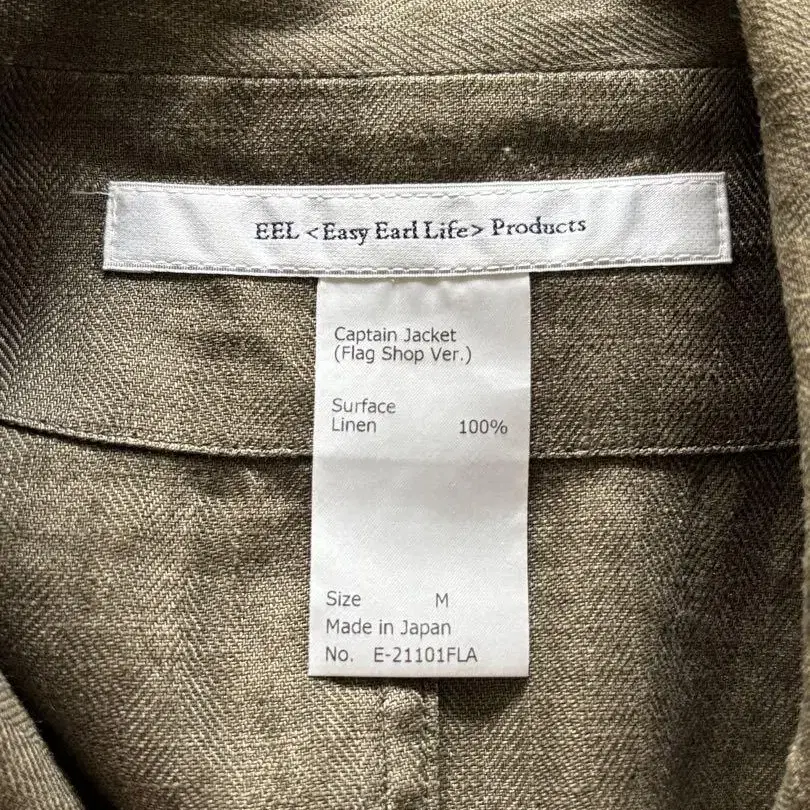 EEL <Easy Earl Life> Products
Captain Jacket
(Flag Shop Ver.)
Surface
Linen 100%
Size M
Made in Japan
No. E-21101FLA